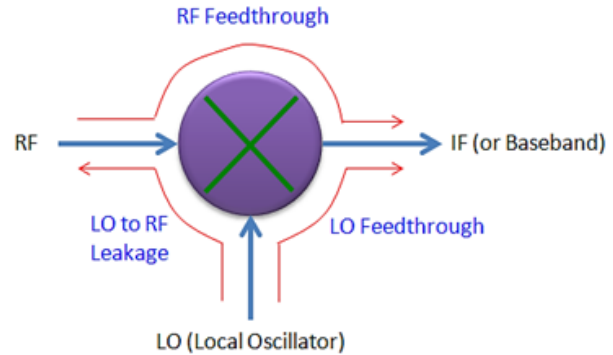 RF Feedthrough
RF
IF (or Baseband)
LO to RF
Leakage
LO Feedthrough
LO (Local Oscillator)